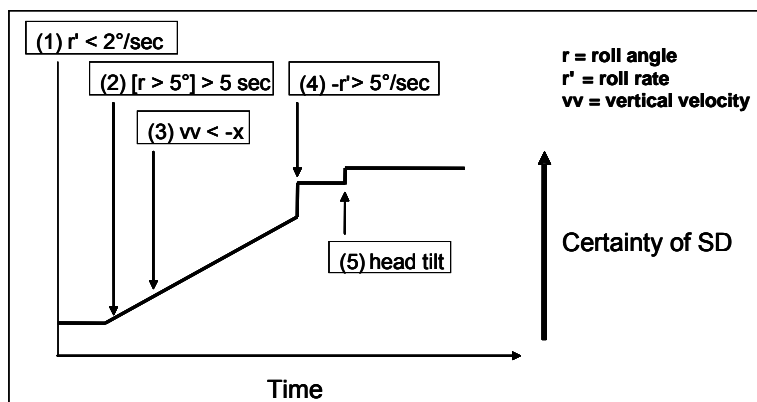 (1) r' < 2°/sec
(2) [r > 5°] > 5 sec
(3) vv < -x
(4) -r'> 5°/sec
r = roll angle
r' = roll rate
vv = vertical velocity
(5) head tilt
Certainty of SD
Time